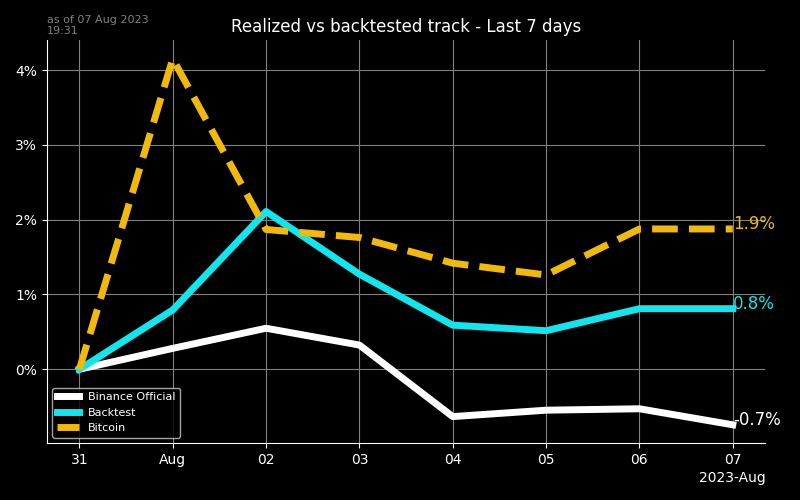 as of 07 Aug 2023
19:31
Realized vs backtested track - Last 7 days
4%
3%
2%
1%
0%
1.9%
0.8%
-0.7%
Binance Official
Backtest
Bitcoin
31 Aug 02 03 04 05 06 07
2023-Aug